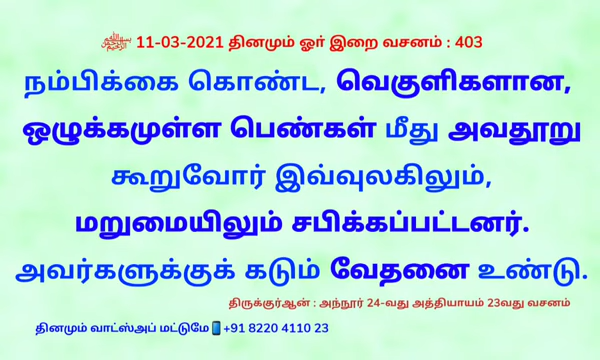 ﷽ 11-03-2021 தினமும் ஓர் இறை வசனம் : 403
நம்பிக்கை கொண்ட, வெகுளிகளான,
ஒழுக்கமுள்ள பெண்கள் மீது அவதூறு
கூறுவோர் இவ்வுலகிலும்,
மறுமையிலும் சபிக்கப்பட்டனர்.
அவர்களுக்குக் கடும் வேதனை உண்டு.
திருக்குர்ஆன் : அந்நூர் 24-வது அத்தியாயம் 23வது வசனம்
தினமும் வாட்ஸ்அப் மட்டுமே📱+91 8220 4110 23